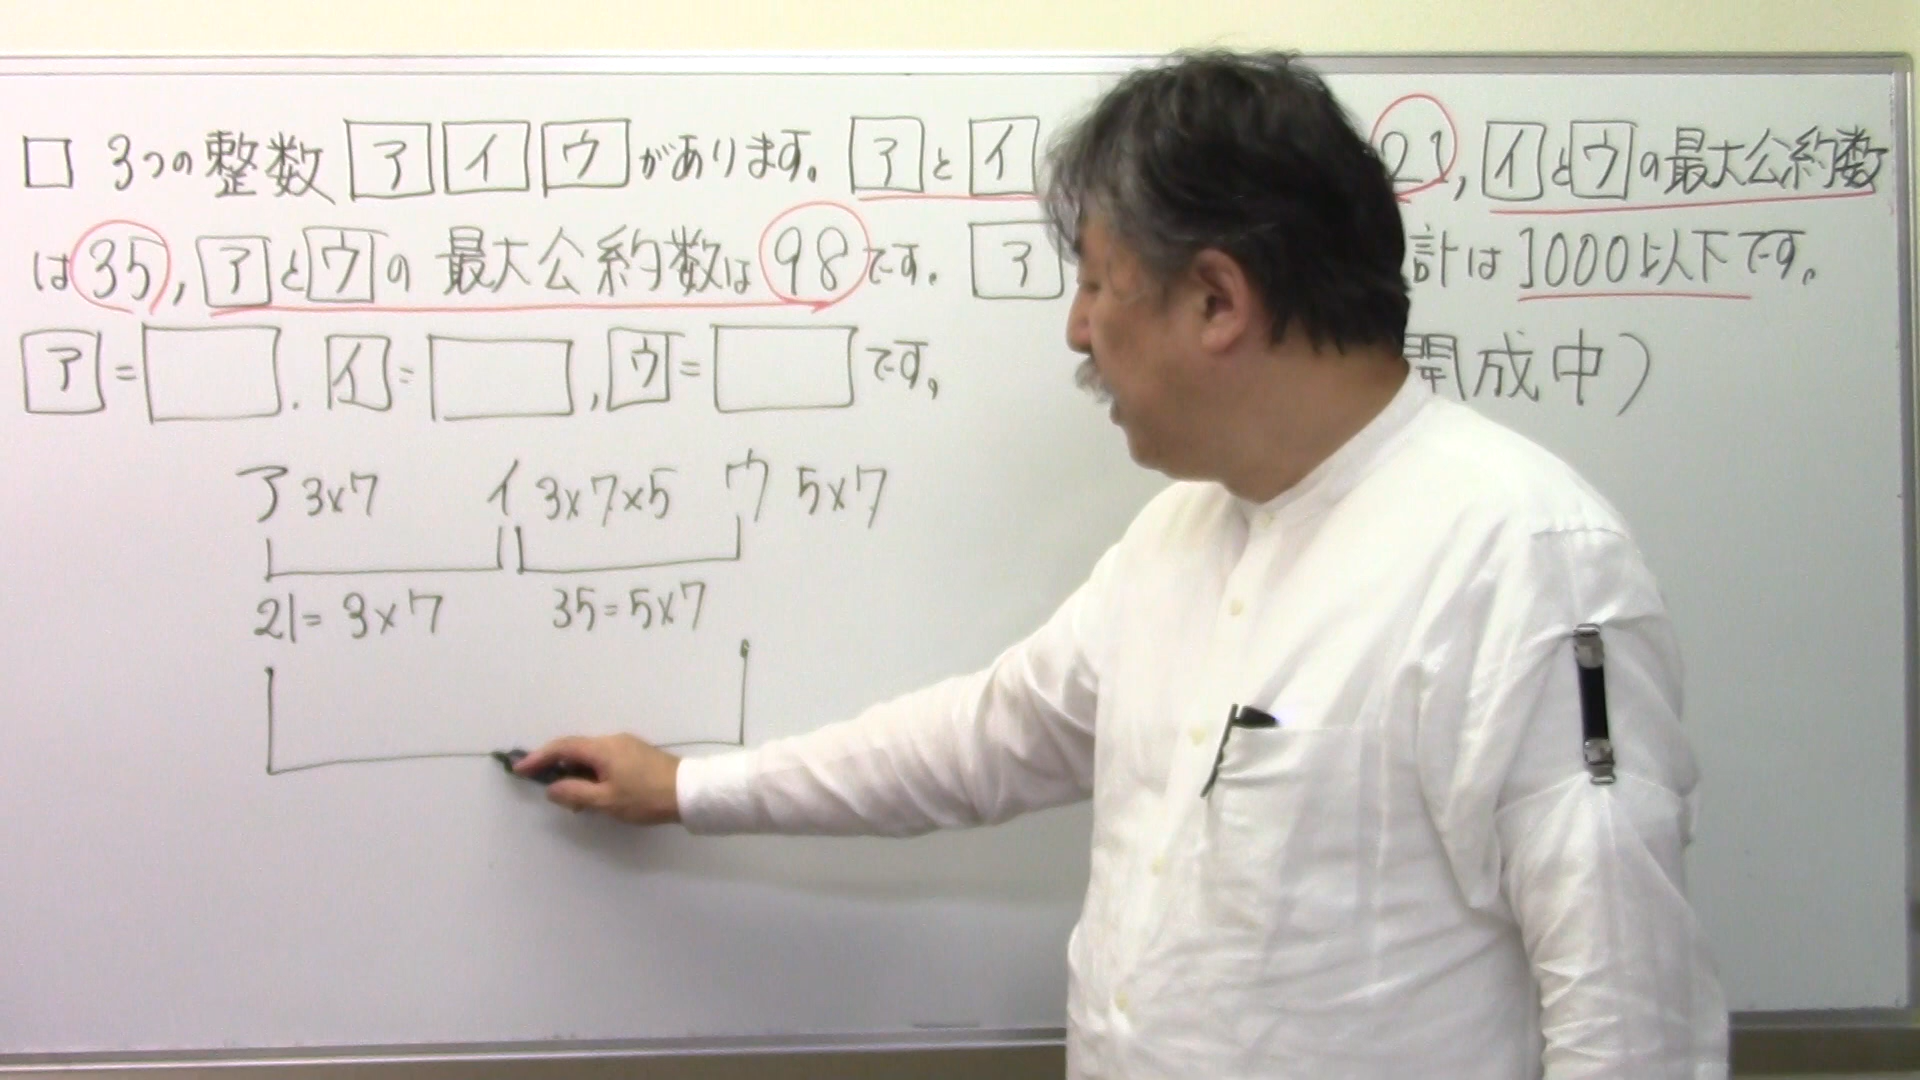 □ 3つの整数 ア イ ウ があります。 ア と イ 21, イ と ウ の最大公約数
は 35, ア と ウ の 最大公約数は 98 です。 ア 計は 1000以下です。
ア = □. イ = □, ウ = □ です。 開成中)
ア 3×7 イ 3×7×5 ウ 5×7
21= 3×7 35=5×7